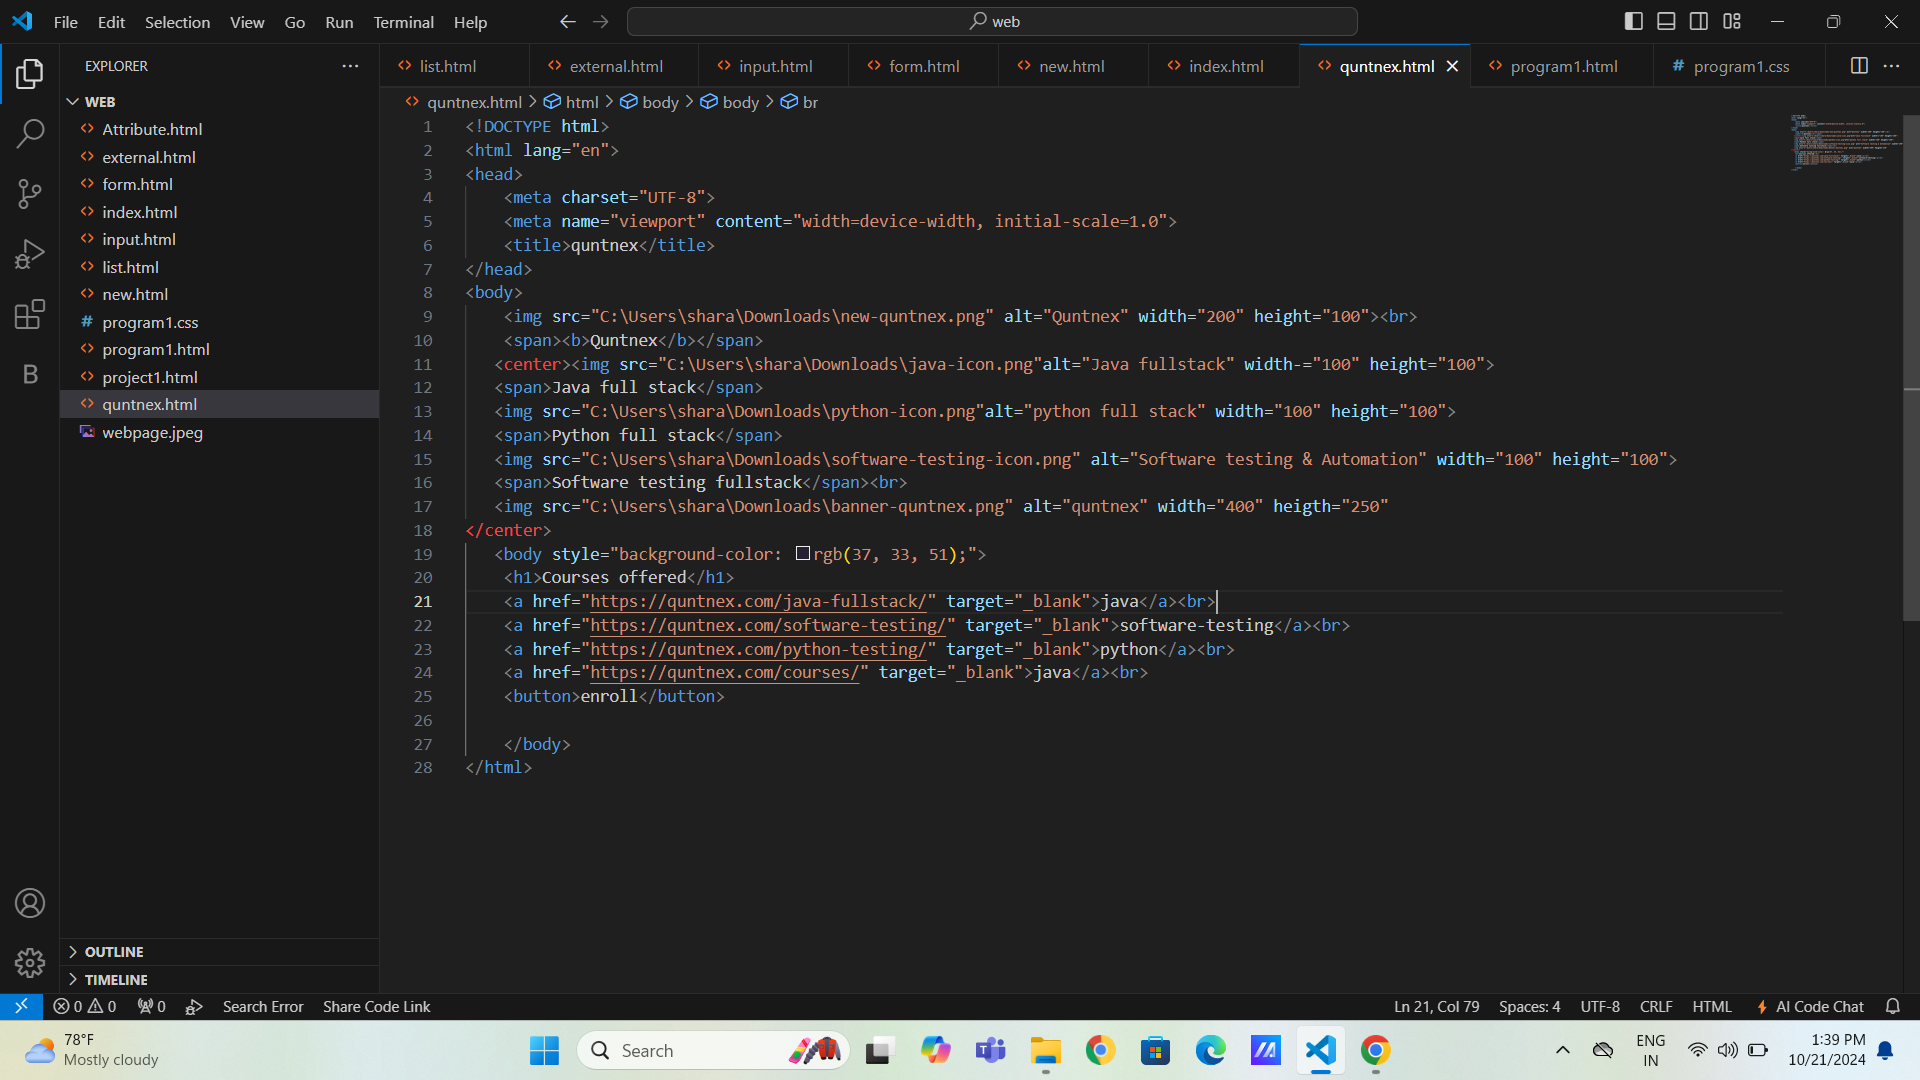 File Edit Selection View Go Run Terminal Help web
EXPLORER
WEB
Attribute.html
external.html
form.html
index.html
input.html
list.html
new.html
program1.css
program1.html
project1.html
quntnex.html
webpage.jpeg
OUTLINE
TIMELINE
list.html external.html input.html form.html new.html index.html quntnex.html program1.html program1.css
quntnex.html > html > body > body > br
1 <!DOCTYPE html>
2 <html lang="en">
3 <head>
4 <meta charset="UTF-8">
5 <meta name="viewport" content="width=device-width, initial-scale=1.0">
6 <title>quntnex</title>
7 </head>
8 <body>
9 <img src="C:\Users\shara\Downloads\new-quntnex.png" alt="Quntnex" width="200" height="100"><br>
10 <span><b>Quntnex</b></span>
11 <center><img src="C:\Users\shara\Downloads\java-icon.png"alt="Java fullstack" width-="100" height="100">
12 <span>Java full stack</span>
13 <img src="C:\Users\shara\Downloads\python-icon.png"alt="python full stack" width="100" height="100">
14 <span>Python full stack</span>
15 <img src="C:\Users\shara\Downloads\software-testing-icon.png" alt="Software testing & Automation" width="100" height="100">
16 <span>Software testing fullstack</span><br>
17 <img src="C:\Users\shara\Downloads\banner-quntnex.png" alt="quntnex" width="400" heigth="250"
18 </center>
19 <body style="background-color: rgb(37, 33, 51);">
20 <h1>Courses offered</h1>
21 <a href="https://quntnex.com/java-fullstack/" target="_blank">java</a><br>
22 <a href="https://quntnex.com/software-testing/" target="_blank">software-testing</a><br>
23 <a href="https://quntnex.com/python-testing/" target="_blank">python</a><br>
24 <a href="https://quntnex.com/courses/" target="_blank">java</a><br>
25 <button>enroll</button>
26
27 </body>
28 </html>
0 0 0 Search Error Share Code Link Ln 21, Col 79 Spaces: 4 UTF-8 CRLF HTML AI Code Chat
78°F
Mostly cloudy
Search
ENG
IN
1:39 PM
10/21/2024